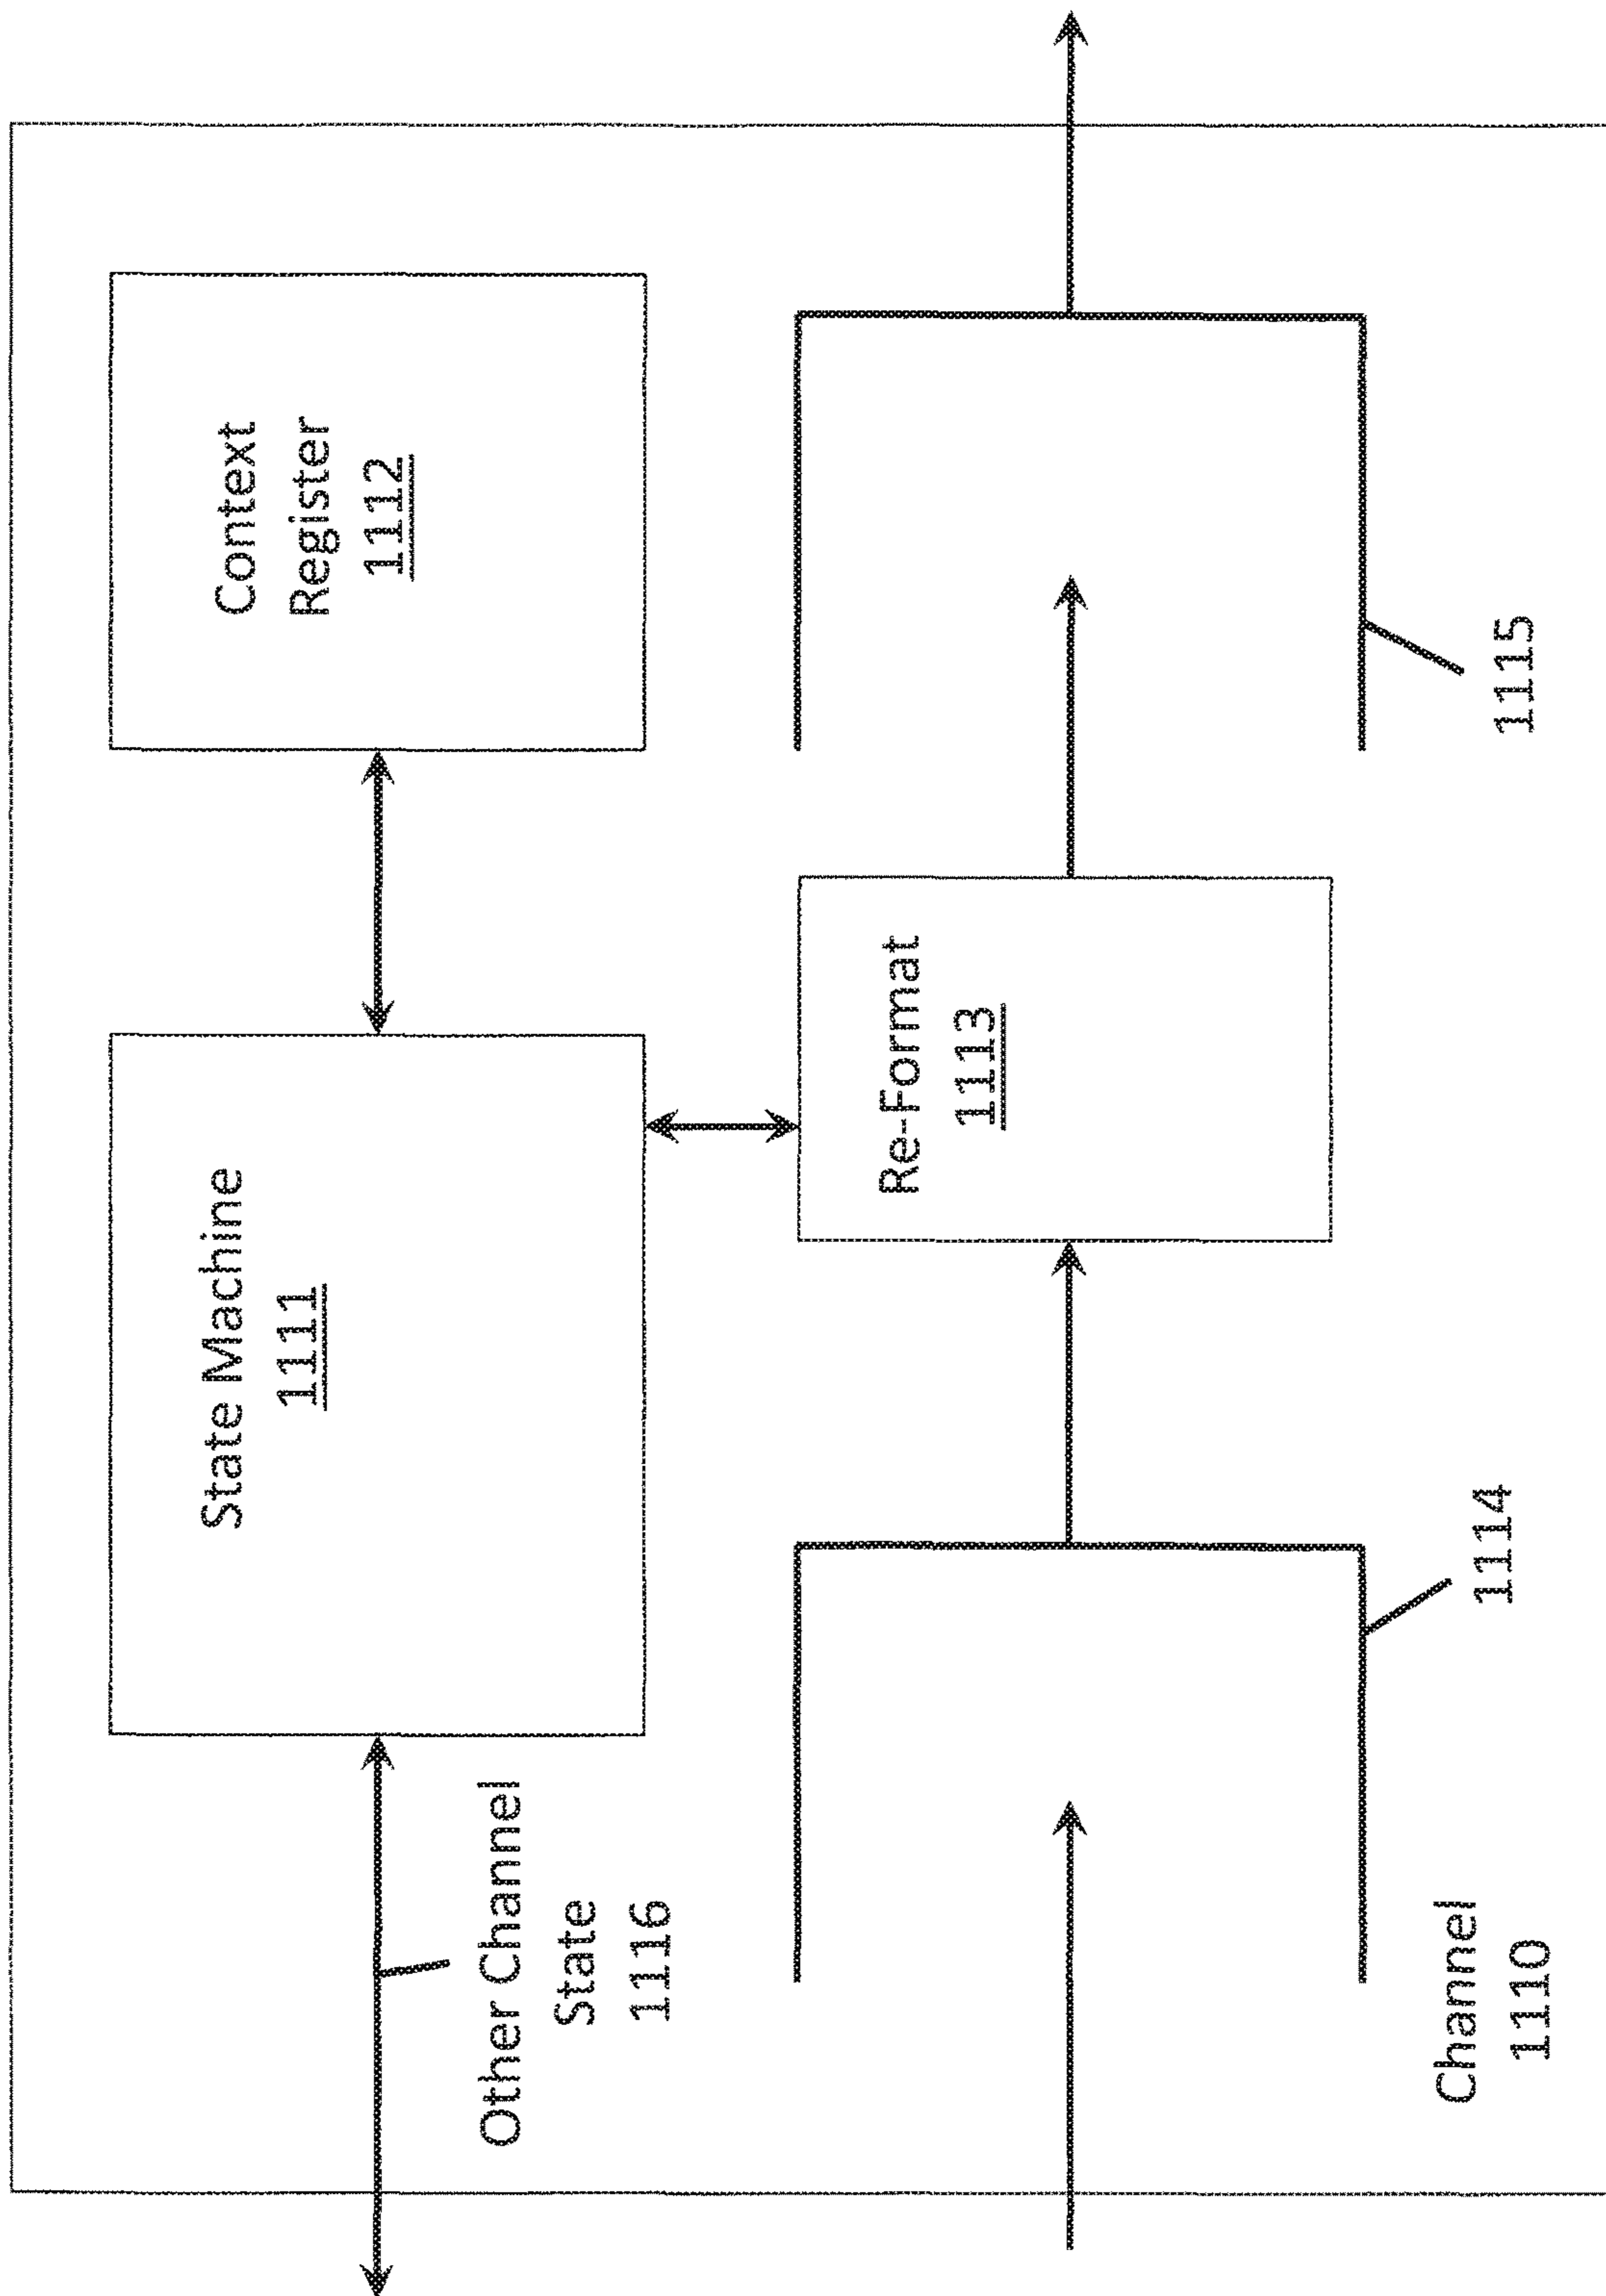 State Machine
1111
Context
Register
1112
Other Channel
State
1116
Re-Format
1113
Channel
1110
1114
1115